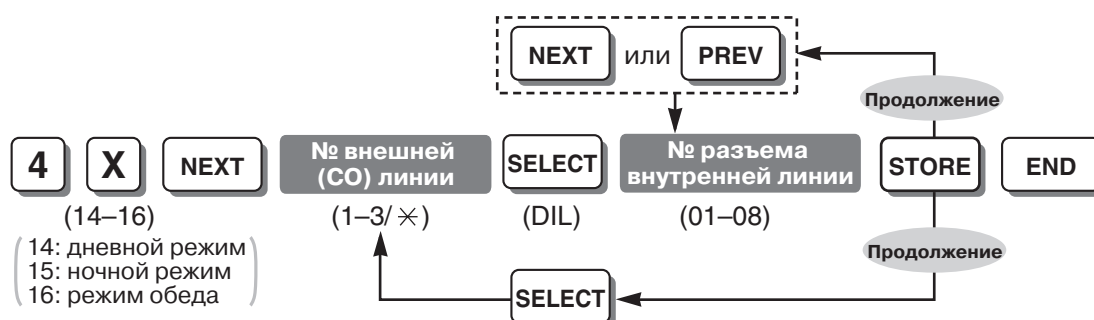 NEXT или PREV
Продолжение
4 X NEXT № внешней (CO) линии SELECT № разъема внутренней линии STORE END
(14–16) (1–3/✳) (DIL) (01–08)
14: дневной режим
15: ночной режим
16: режим обеда
Продолжение
SELECT